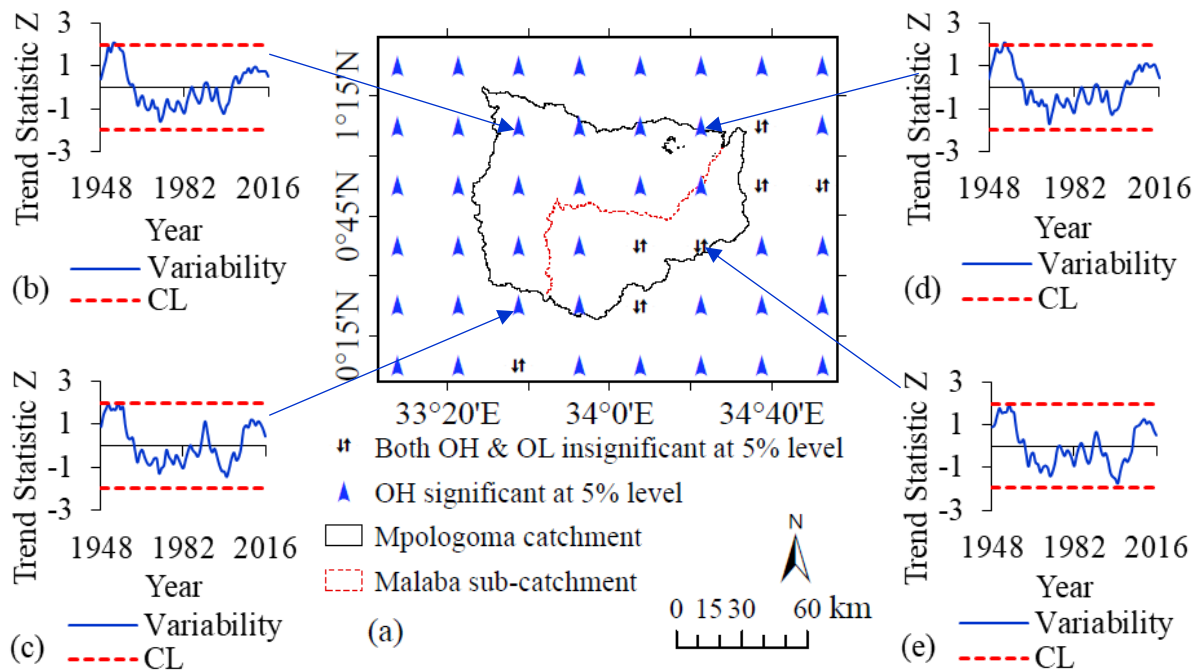 (b)
Trend Statistic Z
3
1
-1
-3
1948 1982 2016
Year
Variability
CL
(c)
Trend Statistic Z
3
1
-1
-3
1948 1982 2016
Year
Variability
CL
(a)
1°15'N
0°45'N
0°15'N
33°20'E 34°0'E 34°40'E
Both OH & OL insignificant at 5% level
OH significant at 5% level
Mpologoma catchment
Malaba sub-catchment
N
0 15 30 60 km
(d)
Trend Statistic Z
3
1
-1
-3
1948 1982 2016
Year
Variability
CL
(e)
Trend Statistic Z
3
1
-1
-3
1948 1982 2016
Year
Variability
CL